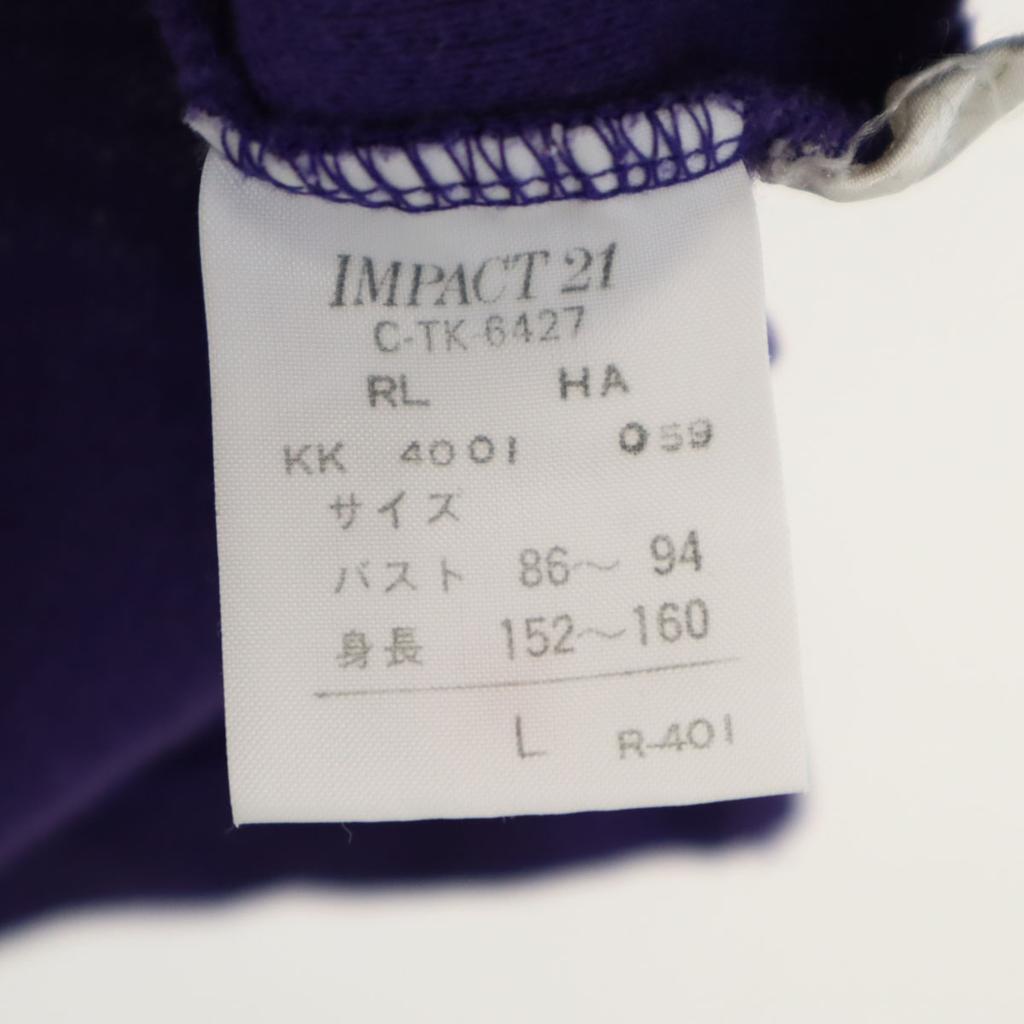 IMPACT 21
C-TK-6427
RL HA
KK 4001 059
サイズ
バスト 86～ 94
身長 152～160
L R-401